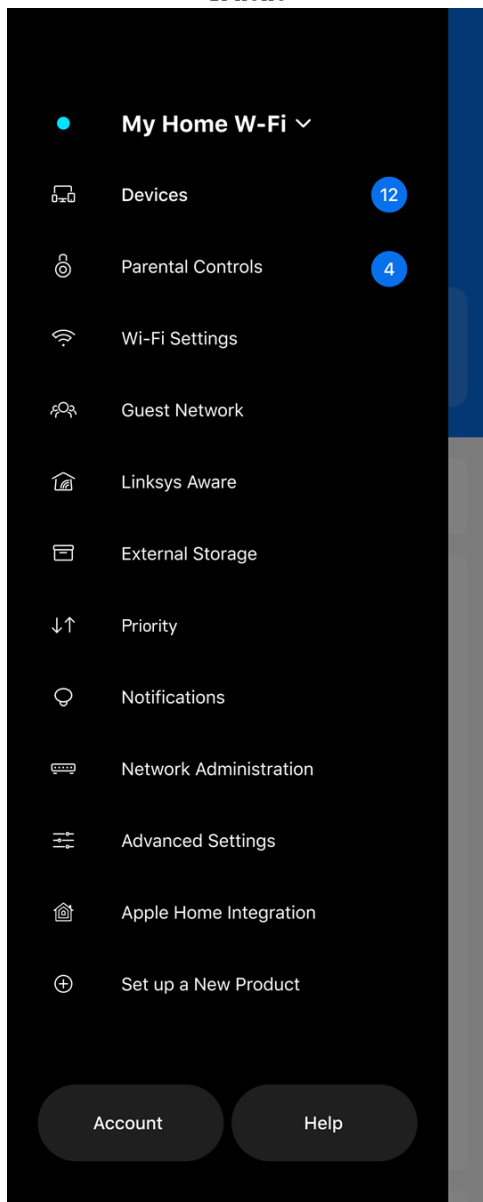 My Home W-Fi
Devices 12
Parental Controls 4
Wi-Fi Settings
Guest Network
Linksys Aware
External Storage
Priority
Notifications
Network Administration
Advanced Settings
Apple Home Integration
Set up a New Product
Account Help